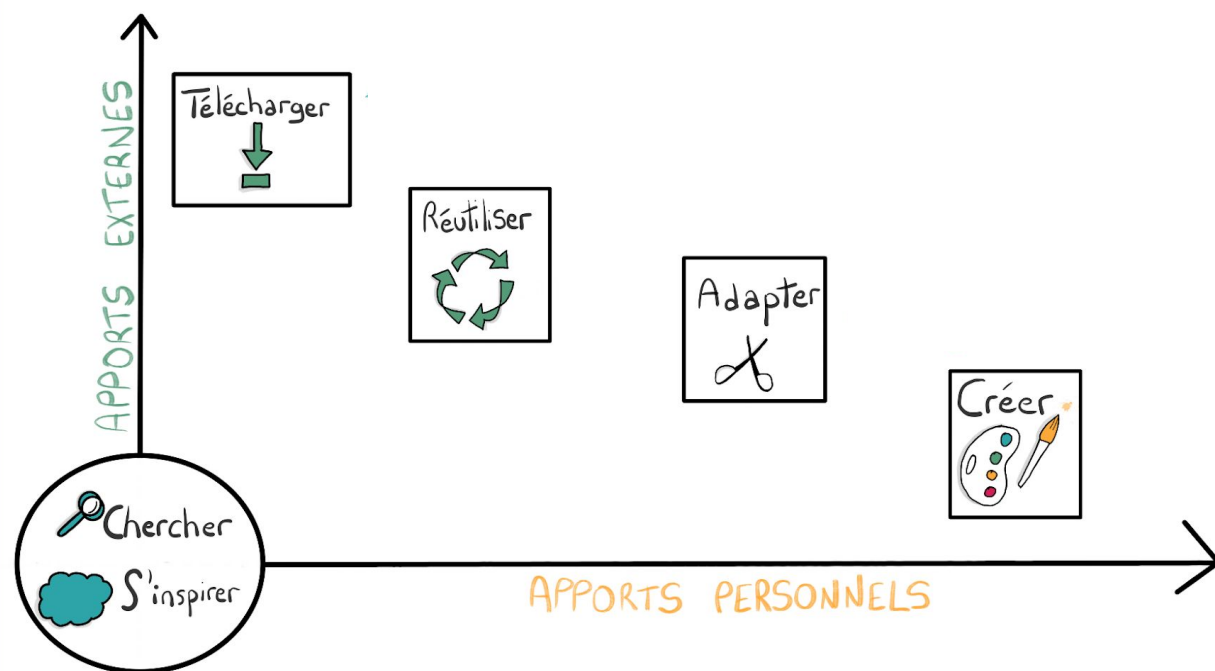 Télécharger
Réutiliser
Adapter
Créer
APPORTS EXTERNES
Chercher
S'inspirer
APPORTS PERSONNELS